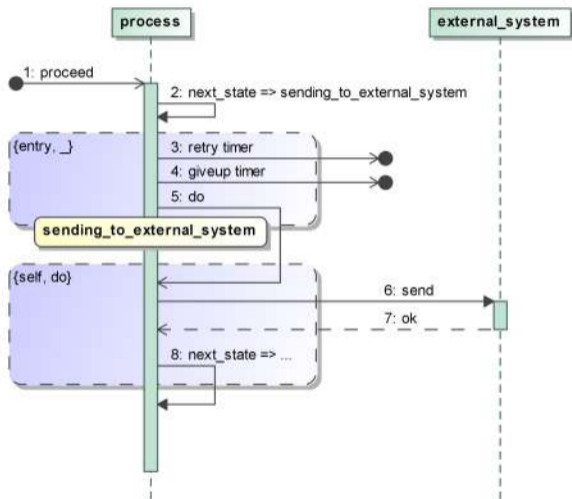 process
external_system
1: proceed
2: next_state => sending_to_external_system
{entry, _}
3: retry timer
4: giveup timer
5: do
sending_to_external_system
{self, do}
6: send
7: ok
8: next_state => ...